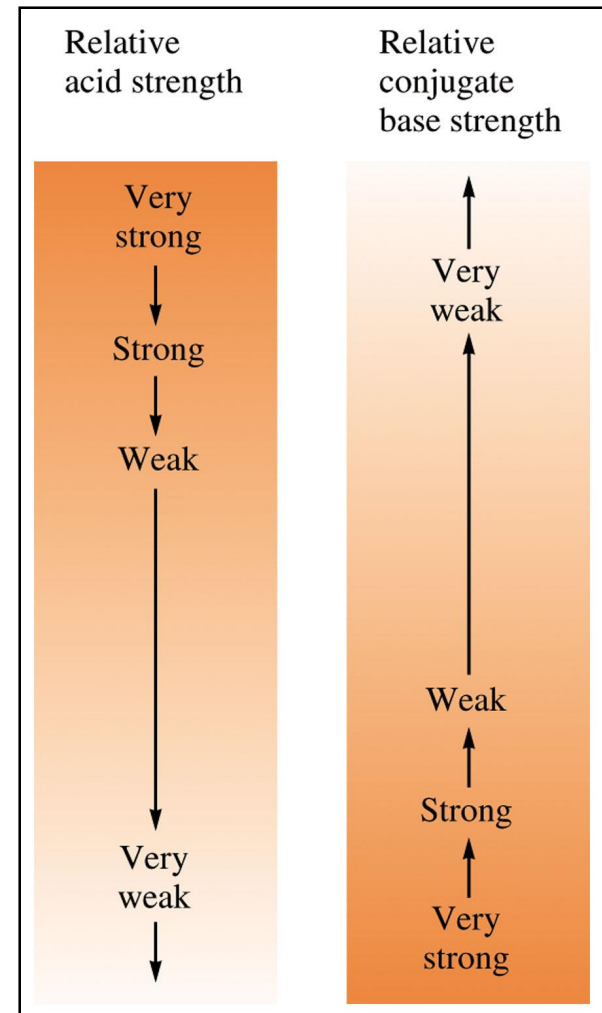 Relative
acid strength
Very
strong
Strong
Weak
Very
weak
Relative
conjugate
base strength
Very
weak
Weak
Strong
Very
strong